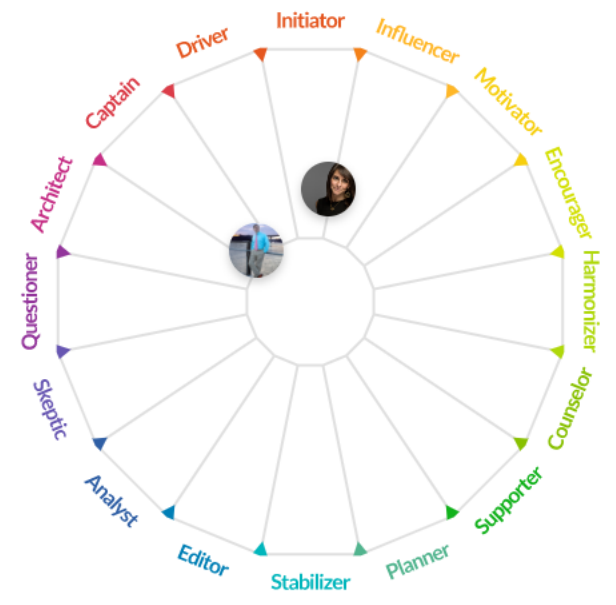 Initiator
Influencer
Motivator
Encourager
Harmonizer
Counselor
Supporter
Planner
Stabilizer
Editor
Analyst
Skeptic
Questioner
Architect
Captain
Driver